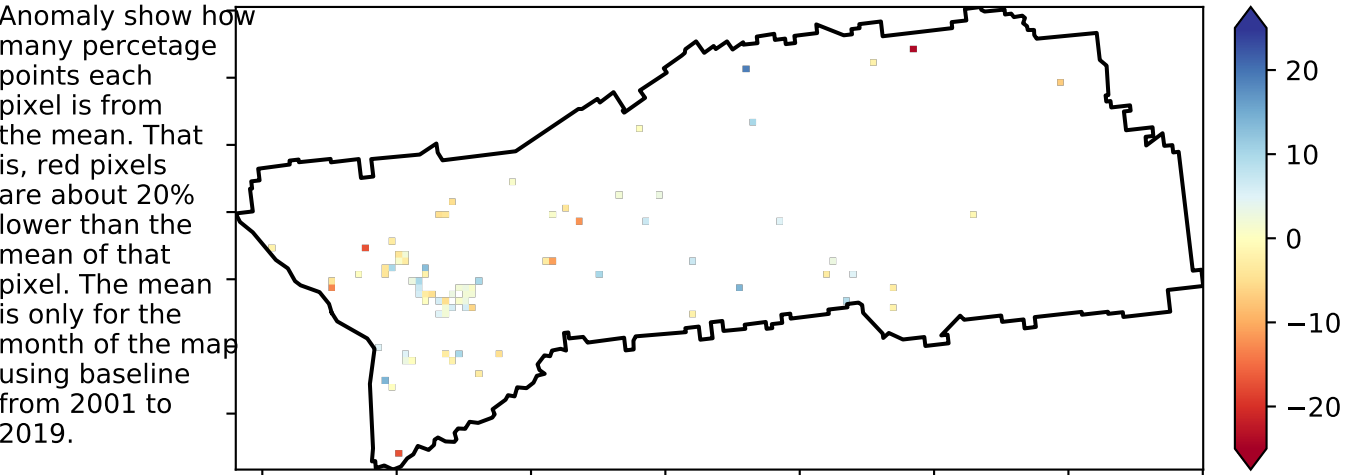 Anomaly show how
many percetage
points each
pixel is from
the mean. That
is, red pixels
are about 20%
lower than the
mean of that
pixel. The mean
is only for the
month of the map
using baseline
from 2001 to
2019.
20
10
0
−10
−20